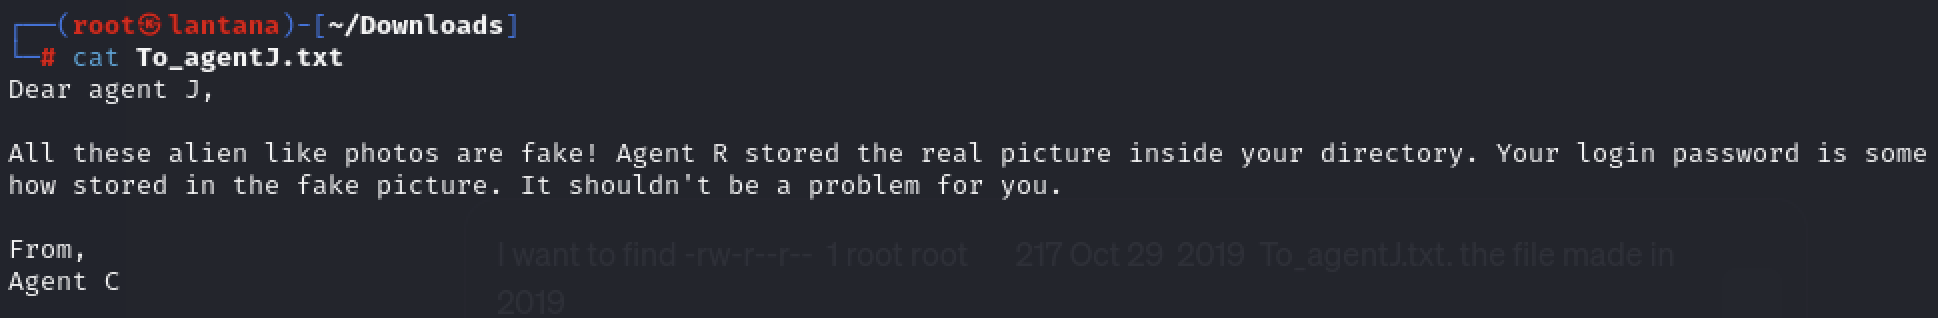 ┌──(root㉿lantana)-[~/Downloads]
└─# cat To_agentJ.txt
Dear agent J,
All these alien like photos are fake! Agent R stored the real picture inside your directory. Your login password is some
how stored in the fake picture. It shouldn't be a problem for you.
From,
Agent C
I want to find -rw-r--r-- 1 root root 217 Oct 29 2019 To_agentJ.txt. the file made in
2019